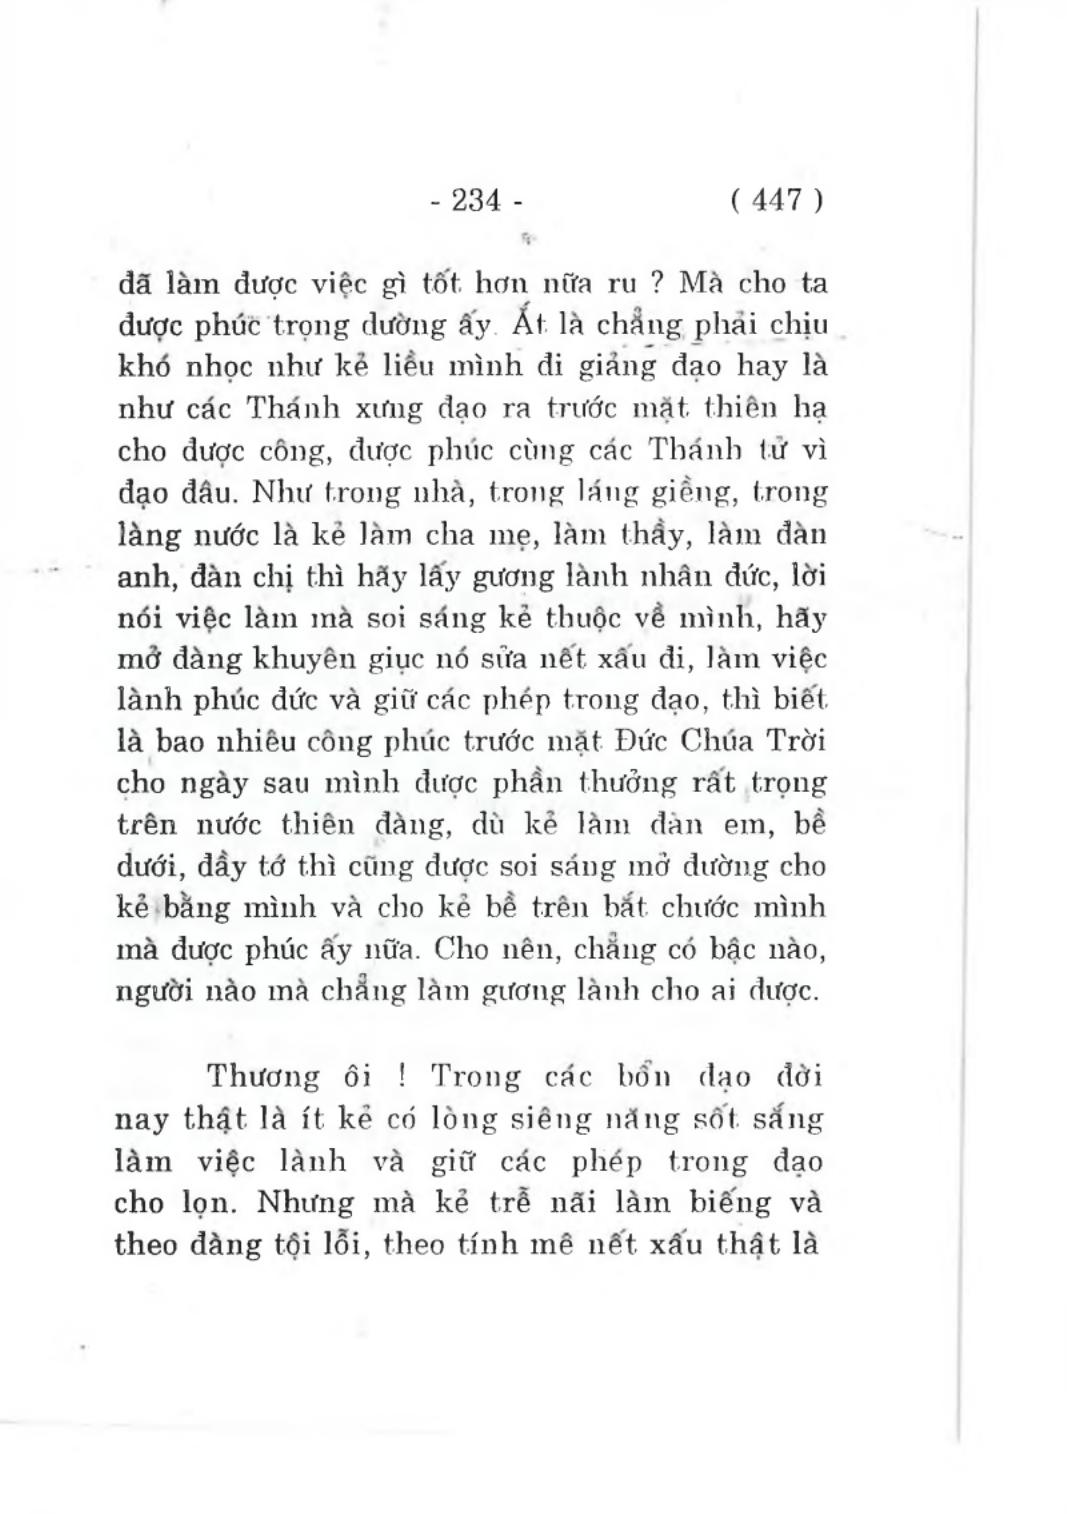 - 234 - ( 447 )
đã làm được việc gì tốt hơn nữa ru ? Mà cho ta
được phúc trọng dường ấy. Ắt là chẳng phải chịu
khó nhọc như kẻ liều mình đi giảng đạo hay là
như các Thánh xưng đạo ra trước mặt thiên hạ
cho được công, được phúc cùng các Thánh tử vì
đạo đâu. Như trong nhà, trong láng giềng, trong
làng nước là kẻ làm cha mẹ, làm thầy, làm đàn
anh, đàn chị thì hãy lấy gương lành nhân đức, lời
nói việc làm mà soi sáng kẻ thuộc về mình, hãy
mở đàng khuyên giục nó sửa nết xấu đi, làm việc
lành phúc đức và giữ các phép trong đạo, thì biết
là bao nhiêu công phúc trước mặt Đức Chúa Trời
cho ngày sau mình được phần thưởng rất trọng
trên nước thiên đàng, dù kẻ làm đàn em, bề
dưới, đầy tớ thì cũng được soi sáng mở đường cho
kẻ bằng mình và cho kẻ bề trên bắt chước mình
mà được phúc ấy nữa. Cho nên, chẳng có bậc nào,
người nào mà chẳng làm gương lành cho ai được.
Thương ôi ! Trong các bổn đạo đời
nay thật là ít kẻ có lòng siêng năng sốt sắng
làm việc lành và giữ các phép trong đạo
cho lọn. Nhưng mà kẻ trễ nãi làm biếng và
theo đàng tội lỗi, theo tính mê nết xấu thật là